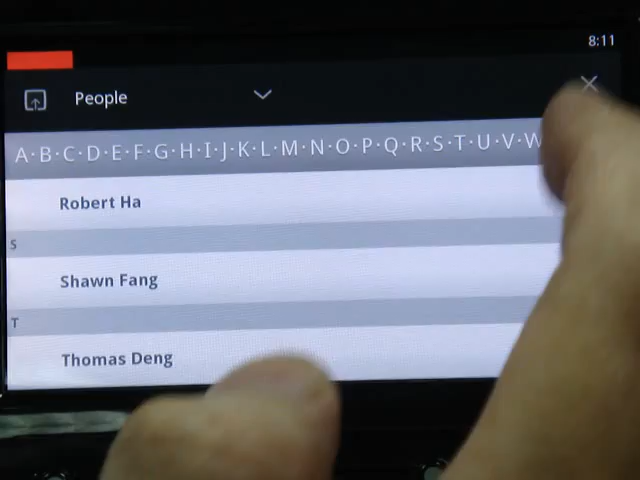 8:11
People
A·B·C·D·E·F·G·H·I·J·K·L·M·N·O·P·Q·R·S·T·U·V·W
Robert Ha
S
Shawn Fang
T
Thomas Deng